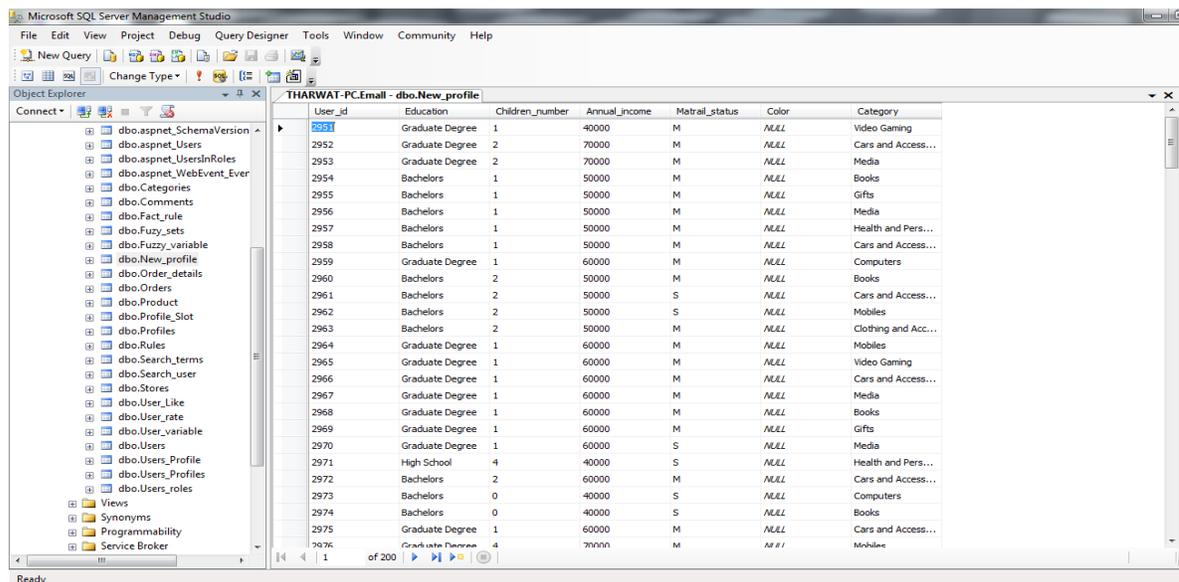 Microsoft SQL Server Management Studio
File Edit View Project Debug Query Designer Tools Window Community Help
New Query
Change Type
Object Explorer
Connect
dbo.aspnet_SchemaVersion
dbo.aspnet_Users
dbo.aspnet_UsersInRoles
dbo.aspnet_WebEvent_Ever
dbo.Categories
dbo.Comments
dbo.Fact_rule
dbo.Fuzy_sets
dbo.Fuzzy_variable
dbo.New_profile
dbo.Order_details
dbo.Orders
dbo.Product
dbo.Profile_Slot
dbo.Profiles
dbo.Rules
dbo.Search_terms
dbo.Search_user
dbo.Stores
dbo.User_Like
dbo.User_rate
dbo.User_variable
dbo.Users
dbo.Users_Profile
dbo.Users_Profiles
dbo.Users_roles
Views
Synonyms
Programmability
Service Broker
THARWAT-PC.Emall - dbo.New_profile
User_id Education Children_number Annual_income Matrail_status Color Category
2951 Graduate Degree 1 40000 M NULL Video Gaming
2952 Graduate Degree 2 70000 M NULL Cars and Access...
2953 Graduate Degree 2 70000 M NULL Media
2954 Bachelors 1 50000 M NULL Books
2955 Bachelors 1 50000 M NULL Gifts
2956 Bachelors 1 50000 M NULL Media
2957 Bachelors 1 50000 M NULL Health and Pers...
2958 Bachelors 1 50000 M NULL Cars and Access...
2959 Graduate Degree 1 60000 M NULL Computers
2960 Bachelors 2 50000 M NULL Books
2961 Bachelors 2 50000 S NULL Cars and Access...
2962 Bachelors 2 50000 S NULL Mobiles
2963 Bachelors 2 50000 M NULL Clothing and Acc...
2964 Graduate Degree 1 60000 M NULL Mobiles
2965 Graduate Degree 1 60000 M NULL Video Gaming
2966 Graduate Degree 1 60000 M NULL Cars and Access...
2967 Graduate Degree 1 60000 M NULL Media
2968 Graduate Degree 1 60000 M NULL Books
2969 Graduate Degree 1 60000 M NULL Gifts
2970 Graduate Degree 1 60000 S NULL Media
2971 High School 4 40000 S NULL Health and Pers...
2972 Bachelors 2 60000 M NULL Cars and Access...
2973 Bachelors 0 40000 S NULL Computers
2974 Bachelors 0 40000 S NULL Books
2975 Graduate Degree 1 60000 M NULL Cars and Access...
2976 Graduate Degree 4 70000 M NULL Mobiles
1 of 200
Ready